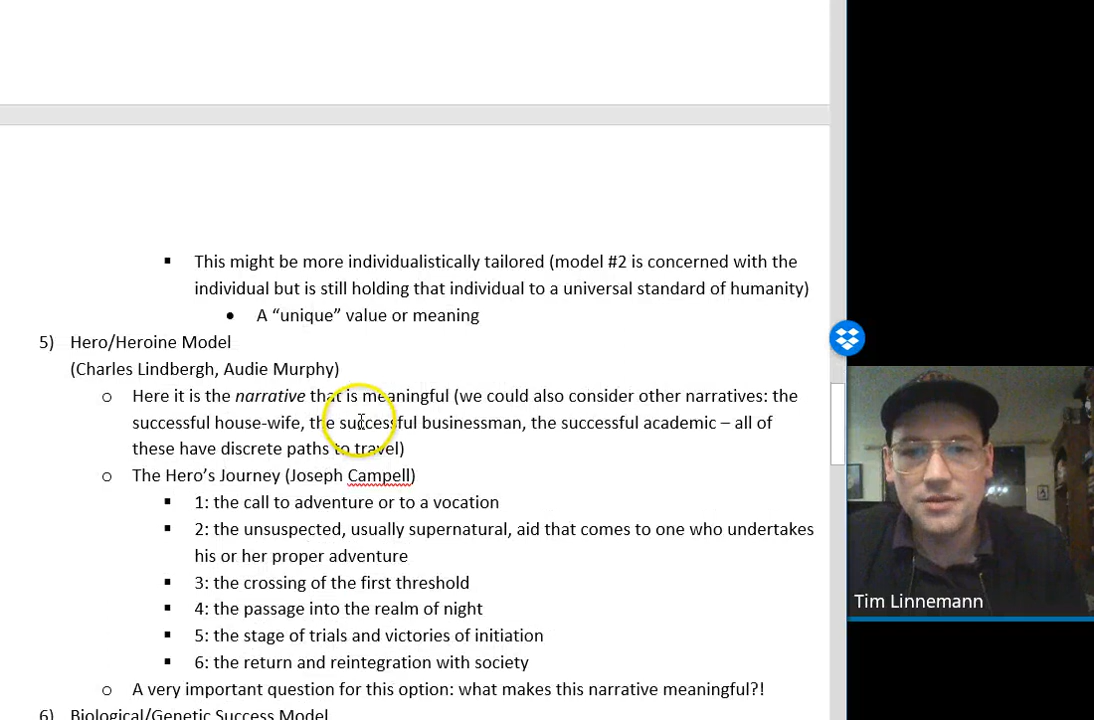 ▪ This might be more individualistically tailored (model #2 is concerned with the
individual but is still holding that individual to a universal standard of humanity)
● A “unique” value or meaning
5) Hero/Heroine Model
(Charles Lindbergh, Audie Murphy)
o Here it is the narrative that is meaningful (we could also consider other narratives: the
successful house-wife, the successful businessman, the successful academic – all of
these have discrete paths to travel)
o The Hero’s Journey (Joseph Campell)
▪ 1: the call to adventure or to a vocation
▪ 2: the unsuspected, usually supernatural, aid that comes to one who undertakes
his or her proper adventure
▪ 3: the crossing of the first threshold
▪ 4: the passage into the realm of night
▪ 5: the stage of trials and victories of initiation
▪ 6: the return and reintegration with society
o A very important question for this option: what makes this narrative meaningful?!
6) Biological/Genetic Success Model
Tim Linnemann